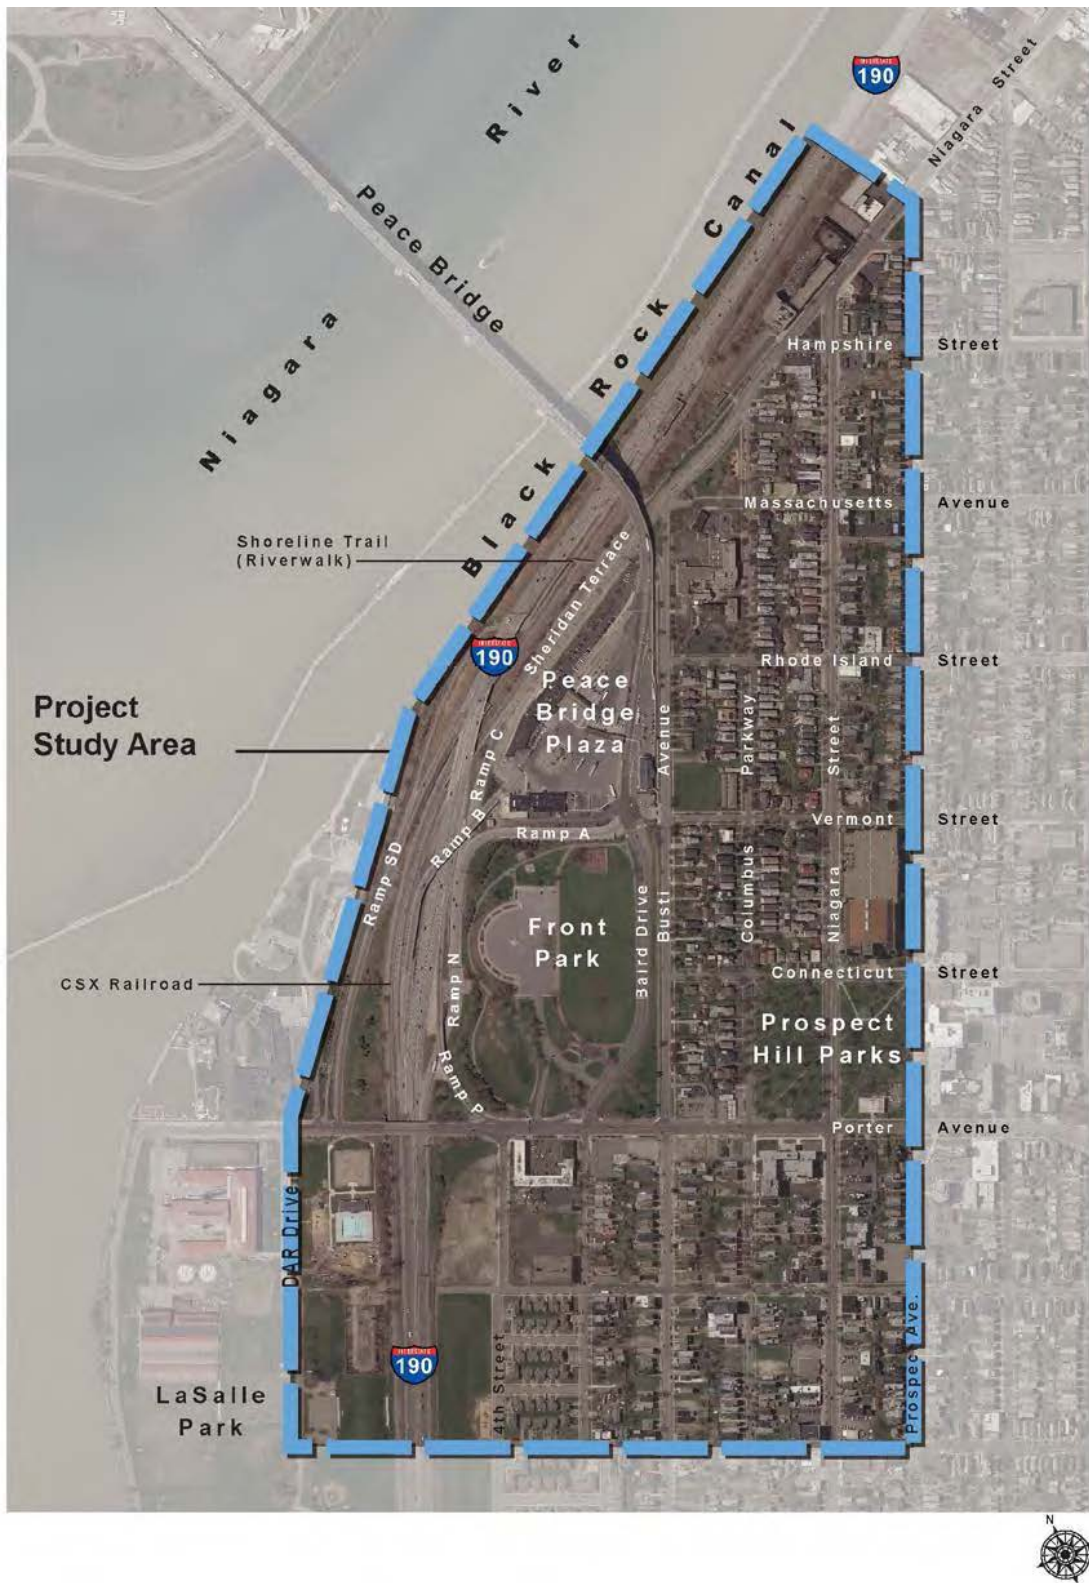 INTERSTATE
190
Niagara Street
Niagara River
Peace Bridge
Black Rock Canal
Hampshire Street
Massachusetts Avenue
Shoreline Trail
(Riverwalk)
Sheridan Terrace
INTERSTATE
190
Rhode Island Street
Peace
Bridge
Plaza
Project
Study Area
Ramp C
Ramp B
Ramp A
Ramp SD
Busti Avenue
Columbus Parkway
Niagara Street
Vermont Street
Front
Park
Baird Drive
Ramp N
CSX Railroad
Connecticut Street
Prospect
Hill Parks
Ramp P
Porter Avenue
DAR Drive
INTERSTATE
190
4th Street
Prospect Ave.
LaSalle
Park
N